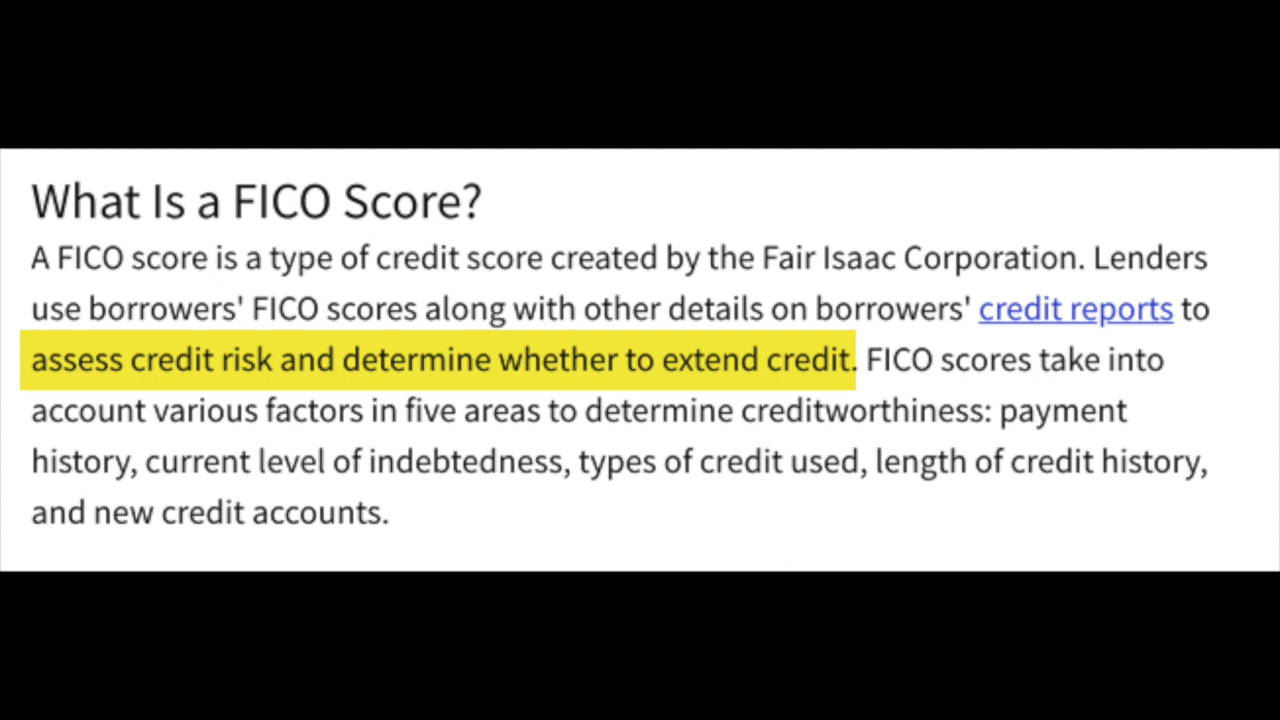 What Is a FICO Score?
A FICO score is a type of credit score created by the Fair Isaac Corporation. Lenders
use borrowers' FICO scores along with other details on borrowers' credit reports to
assess credit risk and determine whether to extend credit. FICO scores take into
account various factors in five areas to determine creditworthiness: payment
history, current level of indebtedness, types of credit used, length of credit history,
and new credit accounts.